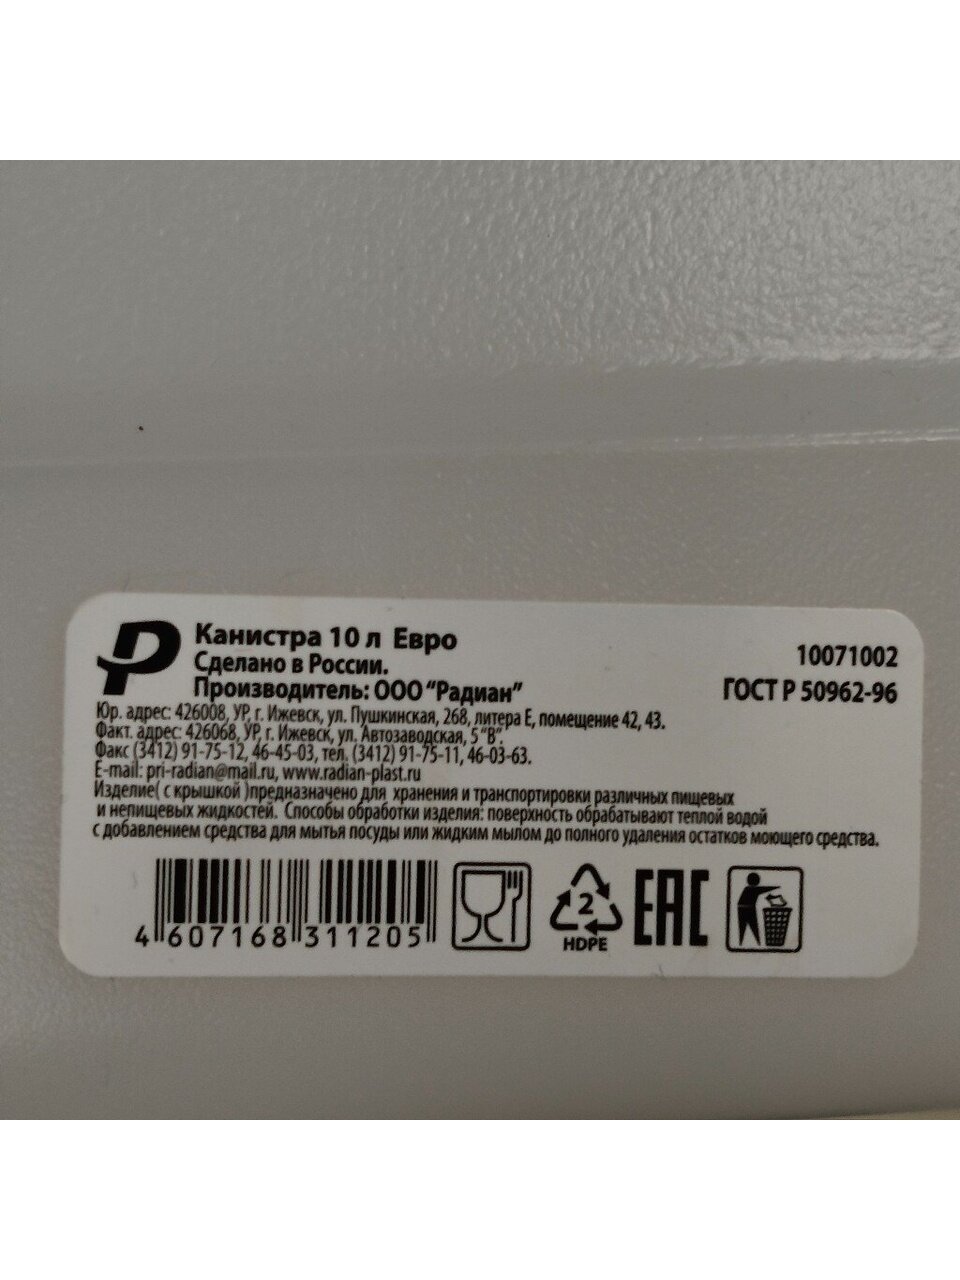 Канистра 10 л Евро
Сделано в России.
Производитель: ООО "Радиан"
10071002
ГОСТ Р 50962-96
Юр. адрес: 426008, УР, г. Ижевск, ул. Пушкинская, 268, литера Е, помещение 42, 43.
Факт. адрес: 426068, УР, г. Ижевск, ул. Автозаводская, 5 "В".
Факс (3412) 91-75-12, 46-45-03, тел. (3412) 91-75-11, 46-03-63.
E-mail: pri-radian@mail.ru, www.radian-plast.ru
Изделие( с крышкой )предназначено для хранения и транспортировки различных пищевых
и непищевых жидкостей. Способы обработки изделия: поверхность обрабатывают теплой водой
с добавлением средства для мытья посуды или жидким мылом до полного удаления остатков моющего средства.
4 607168 311205
2
HDPE
EAC